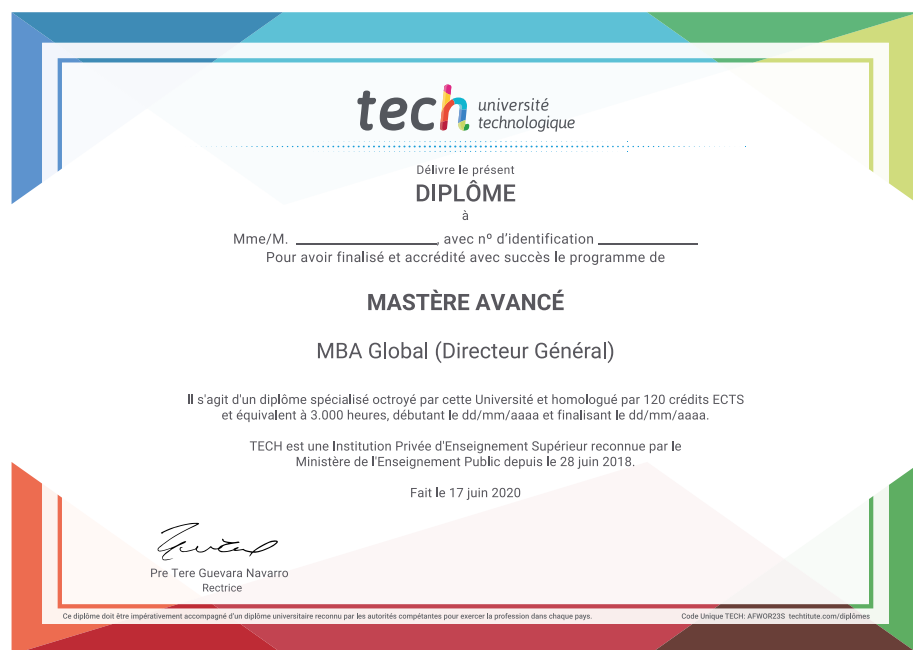 tech université
technologique
Délivre le présent
DIPLÔME
à
Mme/M. ____________________, avec nº d'identification ______________
Pour avoir finalisé et accrédité avec succès le programme de
MASTÈRE AVANCÉ
MBA Global (Directeur Général)
Il s'agit d'un diplôme spécialisé octroyé par cette Université et homologué par 120 crédits ECTS
et équivalent à 3.000 heures, débutant le dd/mm/aaaa et finalisant le dd/mm/aaaa.
TECH est une Institution Privée d'Enseignement Supérieur reconnue par le
Ministère de l'Enseignement Public depuis le 28 juin 2018.
Fait le 17 juin 2020
Pre Tere Guevara Navarro
Rectrice
Ce diplôme doit être impérativement accompagné d'un diplôme universitaire reconnu par les autorités compétentes pour exercer la profession dans chaque pays.
Code Unique TECH: AFWOR23S techtitute.com/diplômes